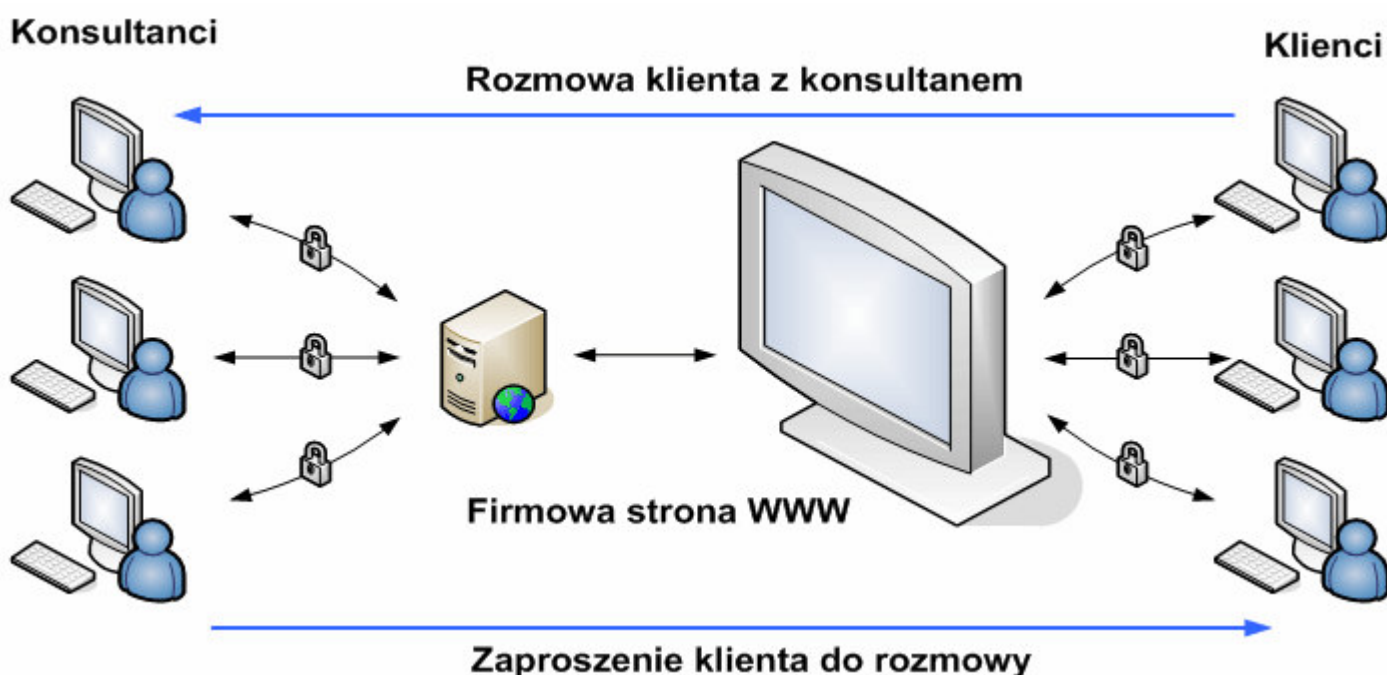 Konsultanci
Klienci
Rozmowa klienta z konsultanem
Firmowa strona WWW
Zaproszenie klienta do rozmowy